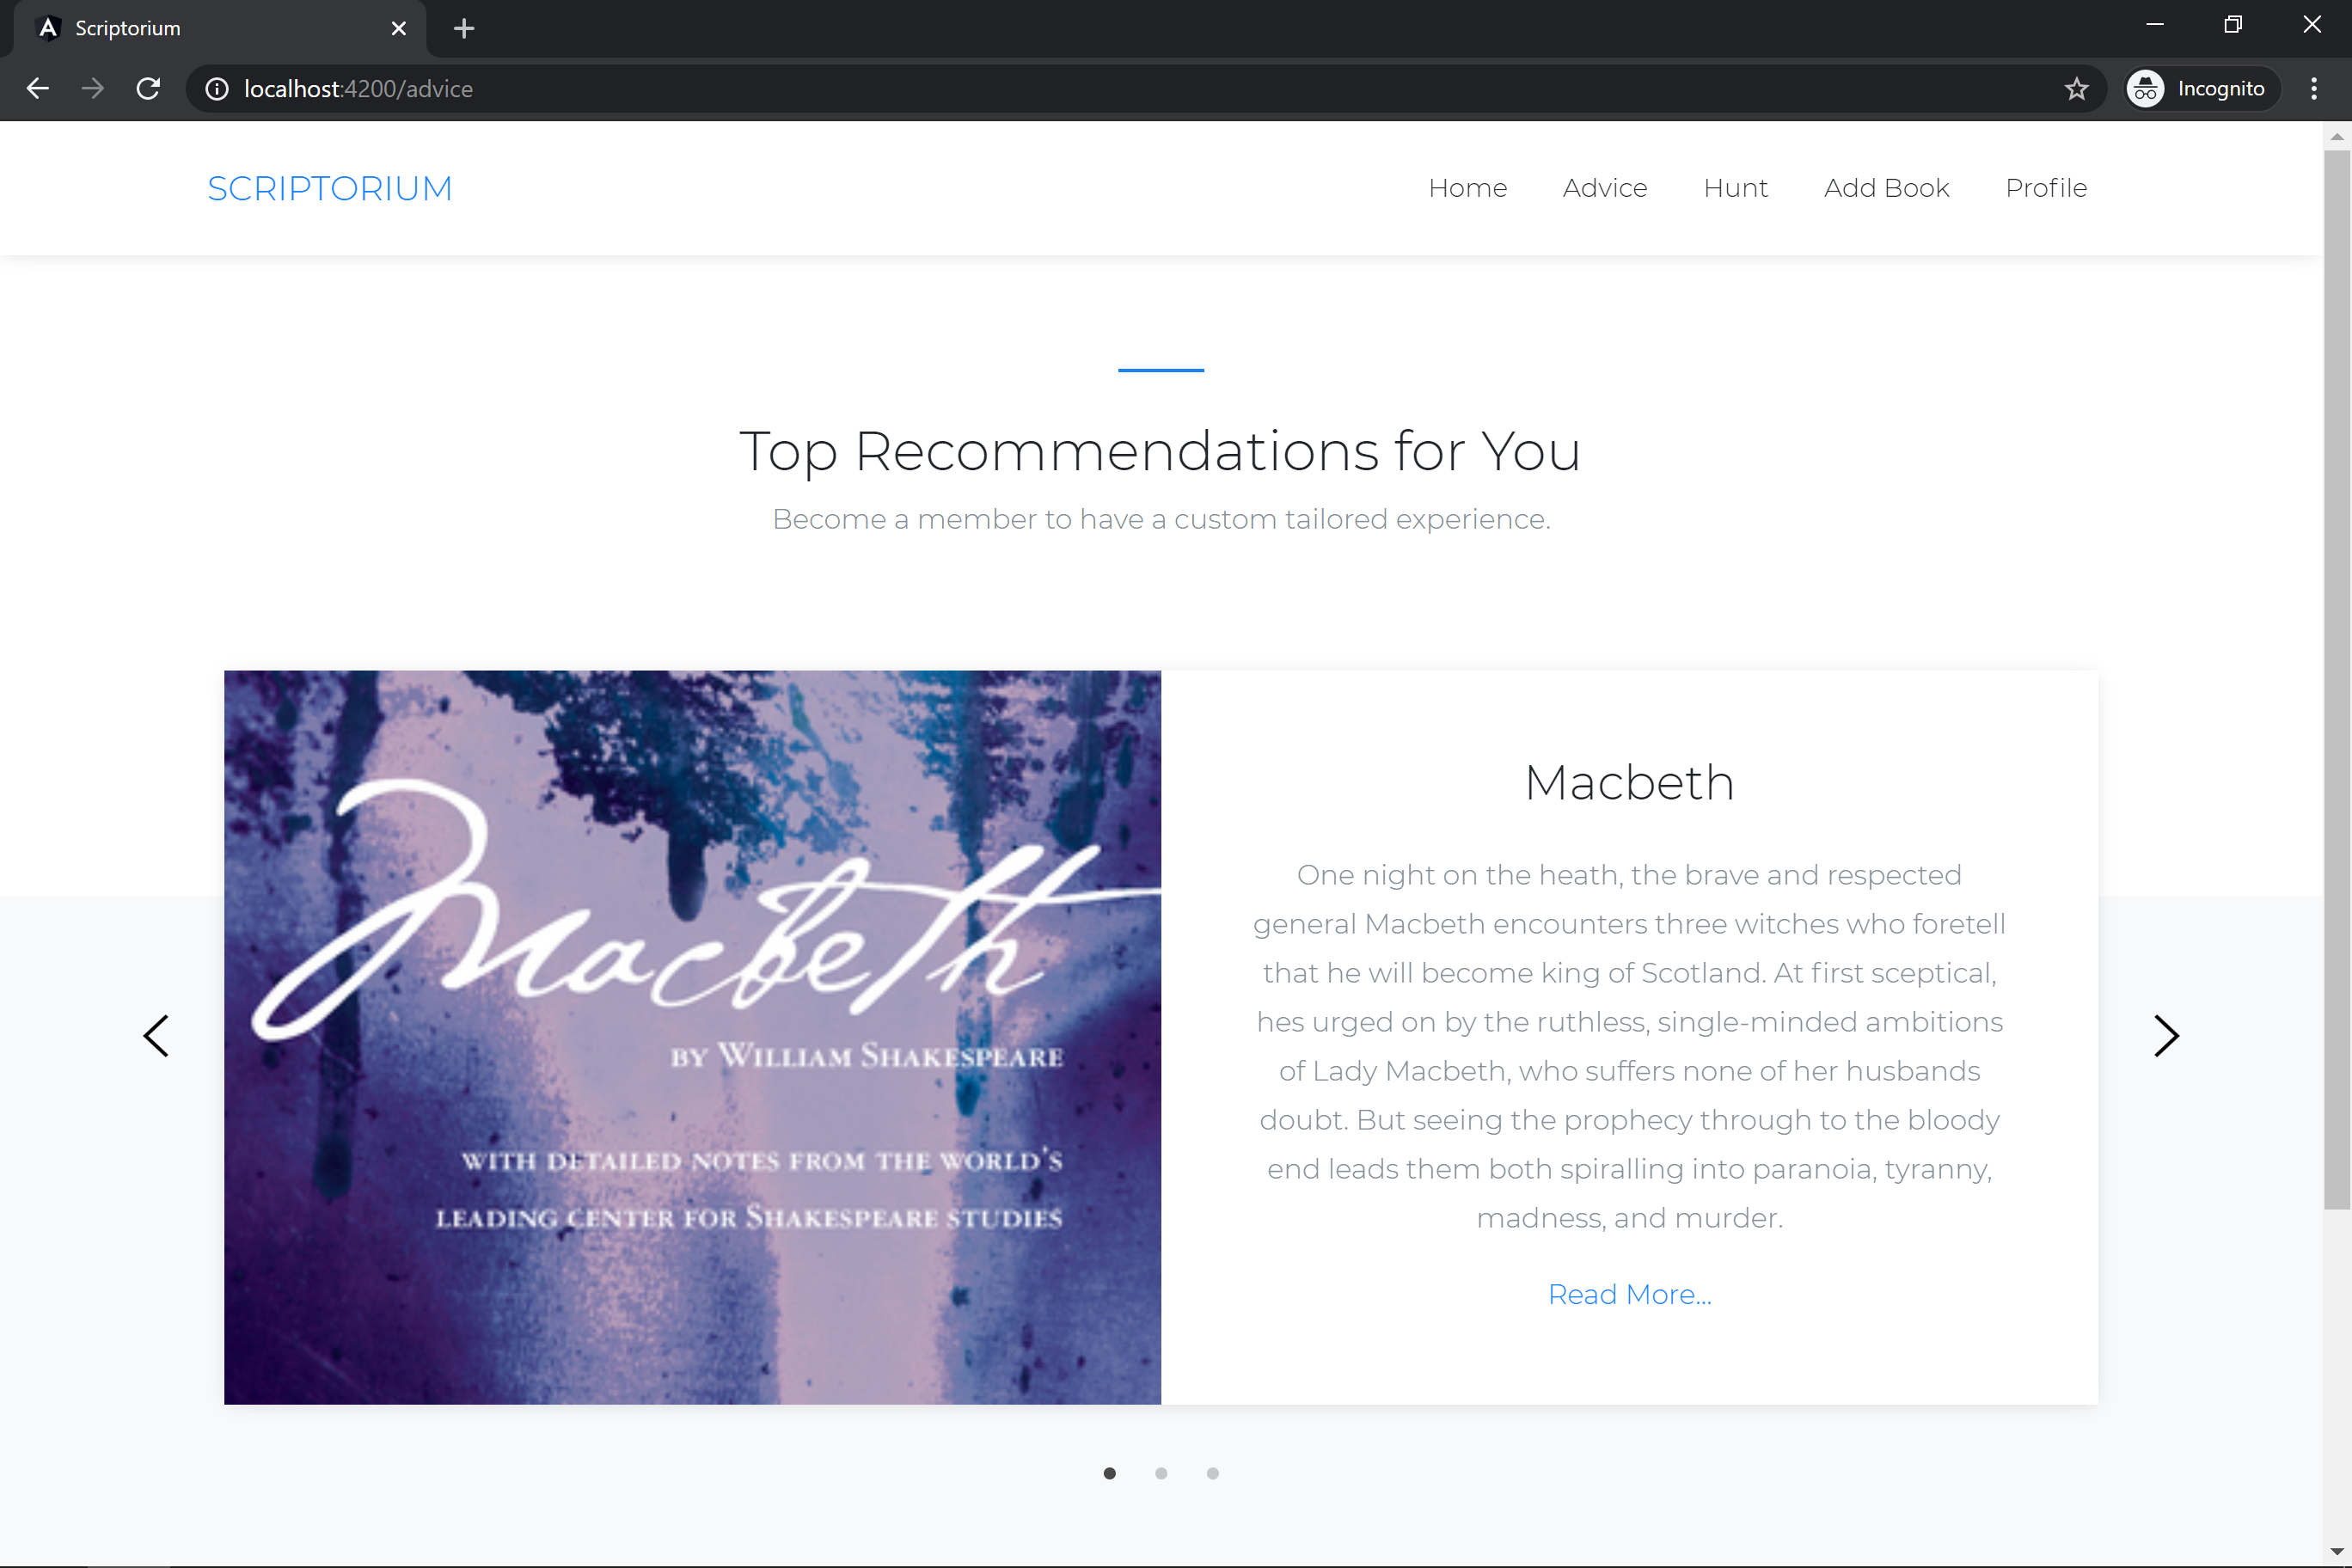 Scriptorium
localhost:4200/advice
Incognito
SCRIPTORIUM
Home Advice Hunt Add Book Profile
Top Recommendations for You
Become a member to have a custom tailored experience.
Macbeth
BY WILLIAM SHAKESPEARE
WITH DETAILED NOTES FROM THE WORLD'S
LEADING CENTER FOR SHAKESPEARE STUDIES
Macbeth
One night on the heath, the brave and respected
general Macbeth encounters three witches who foretell
that he will become king of Scotland. At first sceptical,
hes urged on by the ruthless, single-minded ambitions
of Lady Macbeth, who suffers none of her husbands
doubt. But seeing the prophecy through to the bloody
end leads them both spiralling into paranoia, tyranny,
madness, and murder.
Read More...